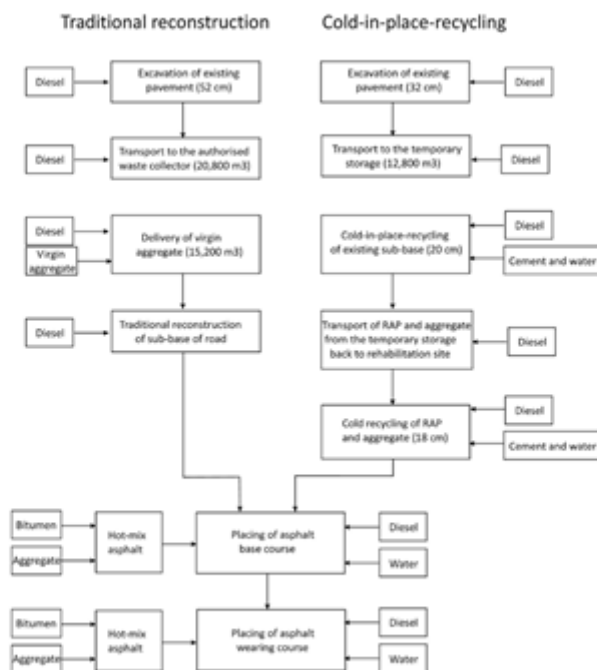 Traditional reconstruction
Cold-in-place-recycling
Diesel
Excavation of existing
pavement (52 cm)
Excavation of existing
pavement (32 cm)
Diesel
Diesel
Transport to the authorised
waste collector (20,800 m3)
Transport to the temporary
storage (12,800 m3)
Diesel
Diesel
Virgin
aggregate
Delivery of virgin
aggregate (15,200 m3)
Cold-in-place-recycling
of existing sub-base (20 cm)
Diesel
Cement and water
Diesel
Traditional reconstruction
of sub-base of road
Transport of RAP and aggregate
from the temporary storage
back to rehabilitation site
Diesel
Cold recycling of RAP
and aggregate (18 cm)
Diesel
Cement and water
Bitumen
Aggregate
Hot-mix
asphalt
Placing of asphalt
base course
Diesel
Water
Bitumen
Aggregate
Hot-mix
asphalt
Placing of asphalt
wearing course
Diesel
Water